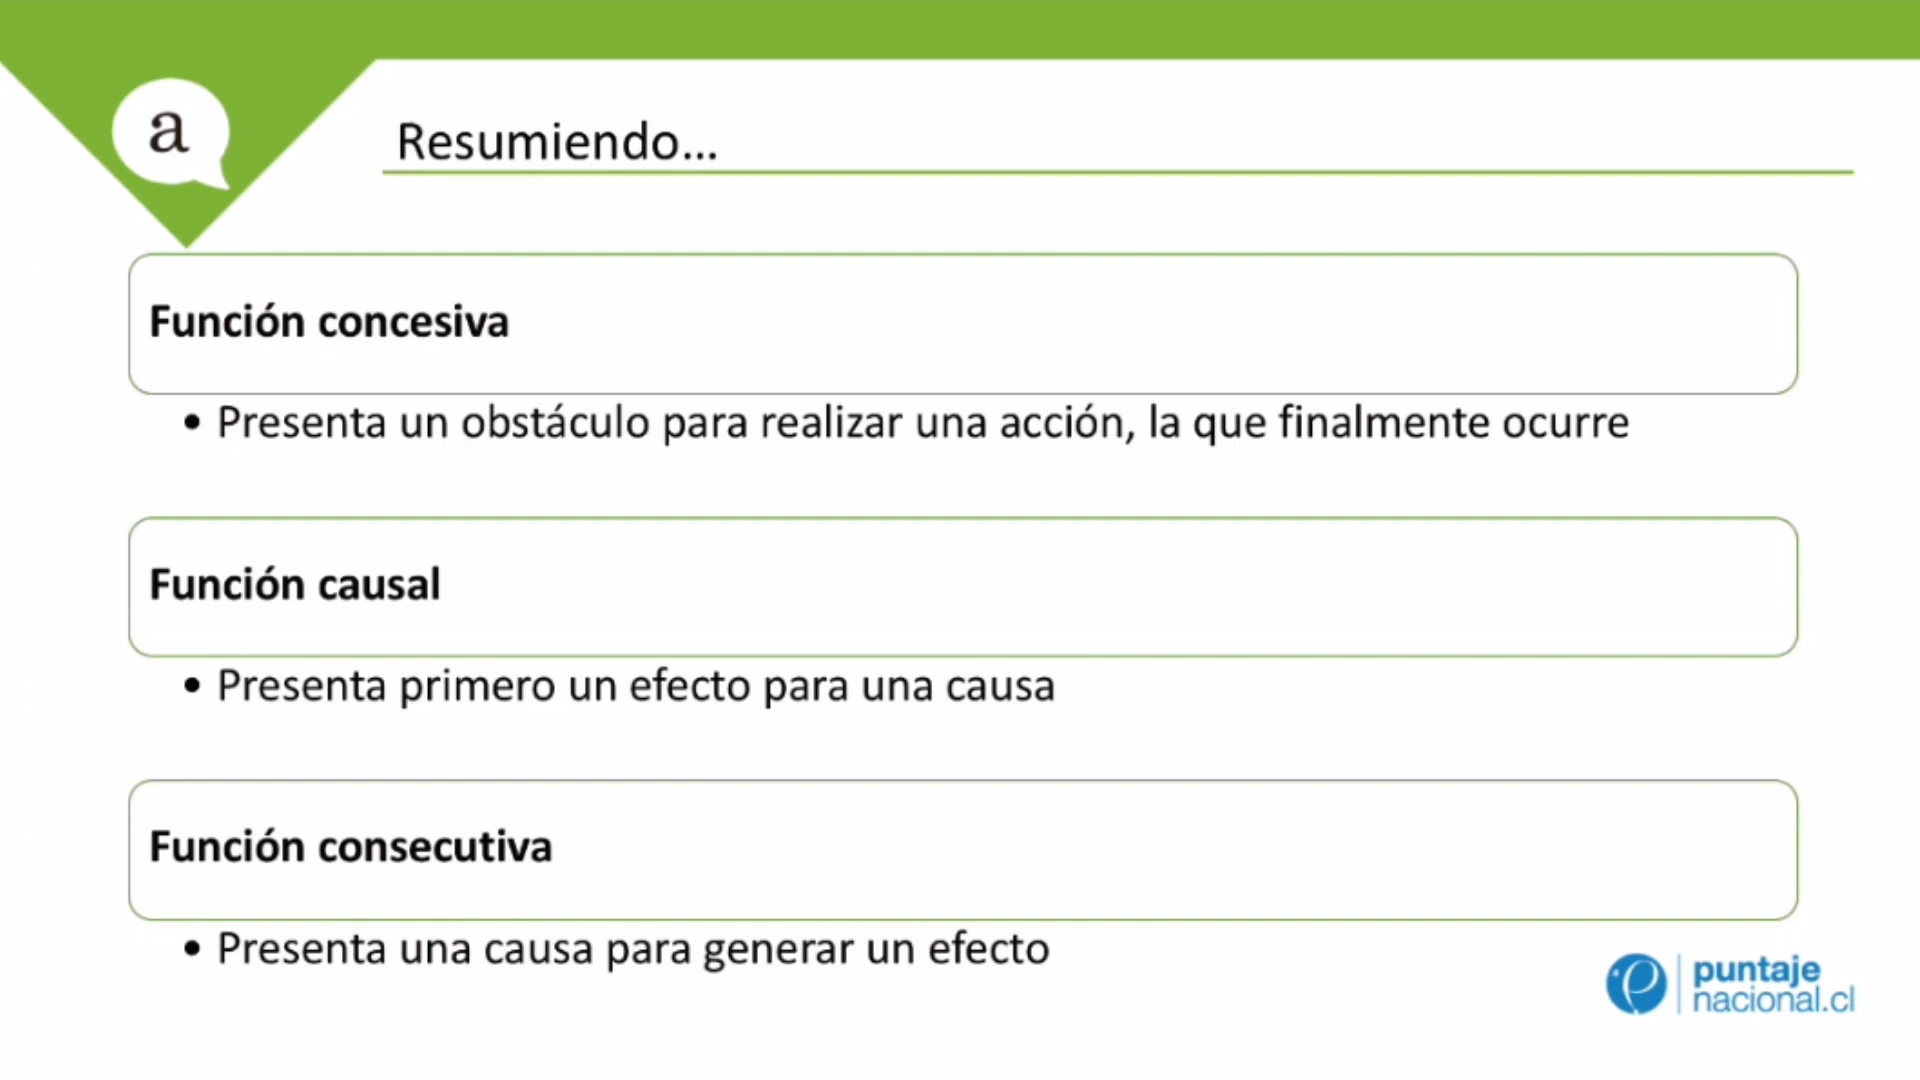 a
Resumiendo...
Función concesiva
• Presenta un obstáculo para realizar una acción, la que finalmente ocurre
Función causal
• Presenta primero un efecto para una causa
Función consecutiva
• Presenta una causa para generar un efecto
puntaje
nacional.cl